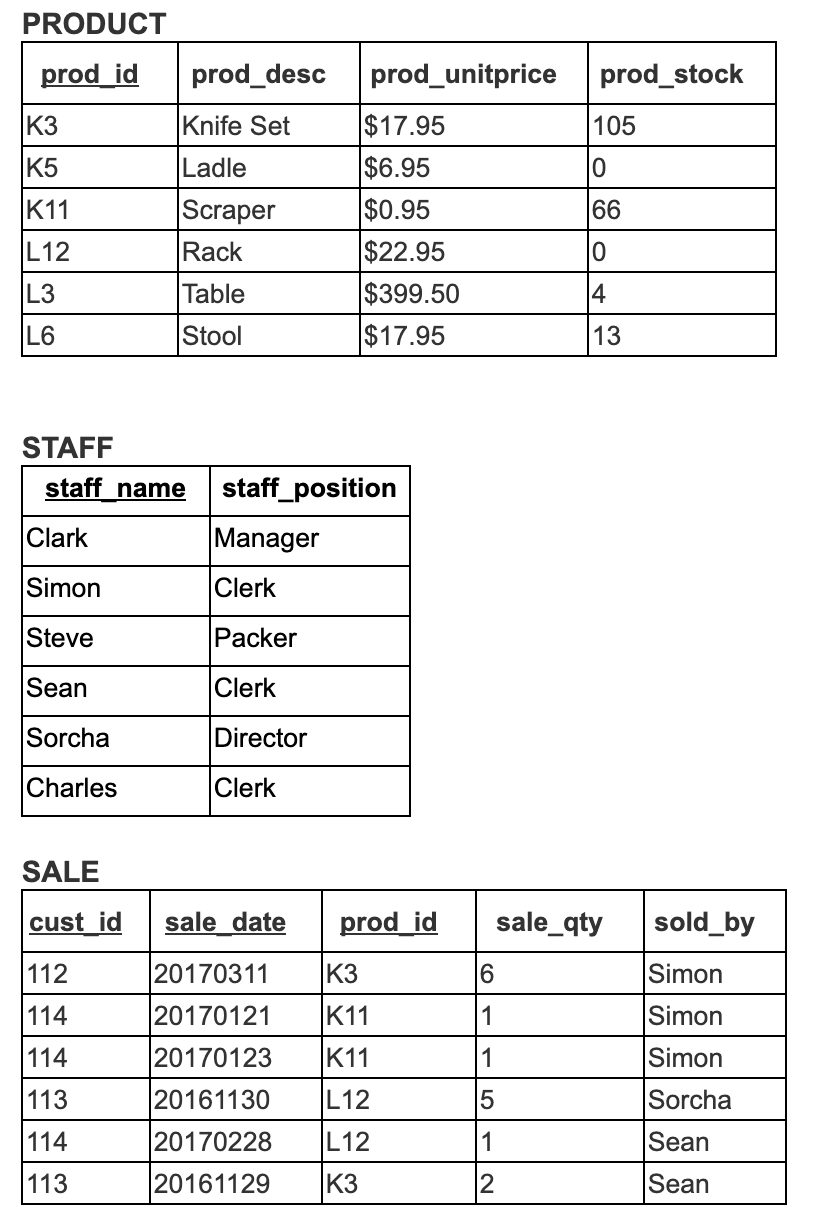 PRODUCT
prod_id prod_desc prod_unitprice prod_stock
K3 Knife Set $17.95 105
K5 Ladle $6.95 0
K11 Scraper $0.95 66
L12 Rack $22.95 0
L3 Table $399.50 4
L6 Stool $17.95 13
STAFF
staff_name staff_position
Clark Manager
Simon Clerk
Steve Packer
Sean Clerk
Sorcha Director
Charles Clerk
SALE
cust_id sale_date prod_id sale_qty sold_by
112 20170311 K3 6 Simon
114 20170121 K11 1 Simon
114 20170123 K11 1 Simon
113 20161130 L12 5 Sorcha
114 20170228 L12 1 Sean
113 20161129 K3 2 Sean